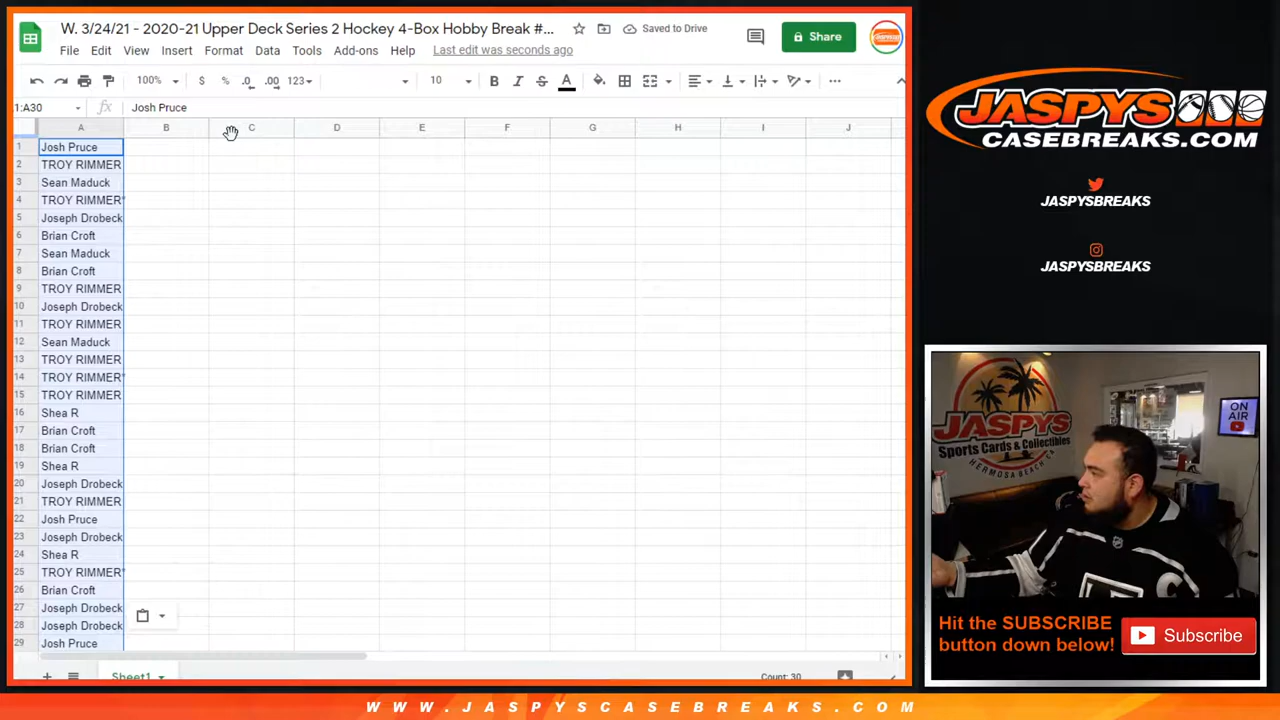 W. 3/24/21 - 2020-21 Upper Deck Series 2 Hockey 4-Box Hobby Break #...
Saved to Drive
File Edit View Insert Format Data Tools Add-ons Help Last edit was seconds ago
Share
100% $ % .0 .00 123 10 B I S A
1:A30 fx Josh Pruce
A B C D E F G H I J
1 Josh Pruce
2 TROY RIMMER
3 Sean Maduck
4 TROY RIMMER*
5 Joseph Drobeck
6 Brian Croft
7 Sean Maduck
8 Brian Croft
9 TROY RIMMER
10 Joseph Drobeck
11 TROY RIMMER
12 Sean Maduck
13 TROY RIMMER
14 TROY RIMMER*
15 TROY RIMMER
16 Shea R
17 Brian Croft
18 Brian Croft
19 Shea R
20 Joseph Drobeck
21 TROY RIMMER
22 Josh Pruce
23 Joseph Drobeck
24 Shea R
25 TROY RIMMER*
26 Brian Croft
27 Joseph Drobeck
28 Joseph Drobeck
29 Josh Pruce
Sheet1
Count: 30
JASPYS
CASEBREAKS.COM
JASPYSBREAKS
JASPYSBREAKS
JASPYS
Sports Cards & Collectibles
HERMOSA BEACH
ON
AIR
Hit the SUBSCRIBE
button down below!
Subscribe
WWW.JASPYSCASEBREAKS.COM